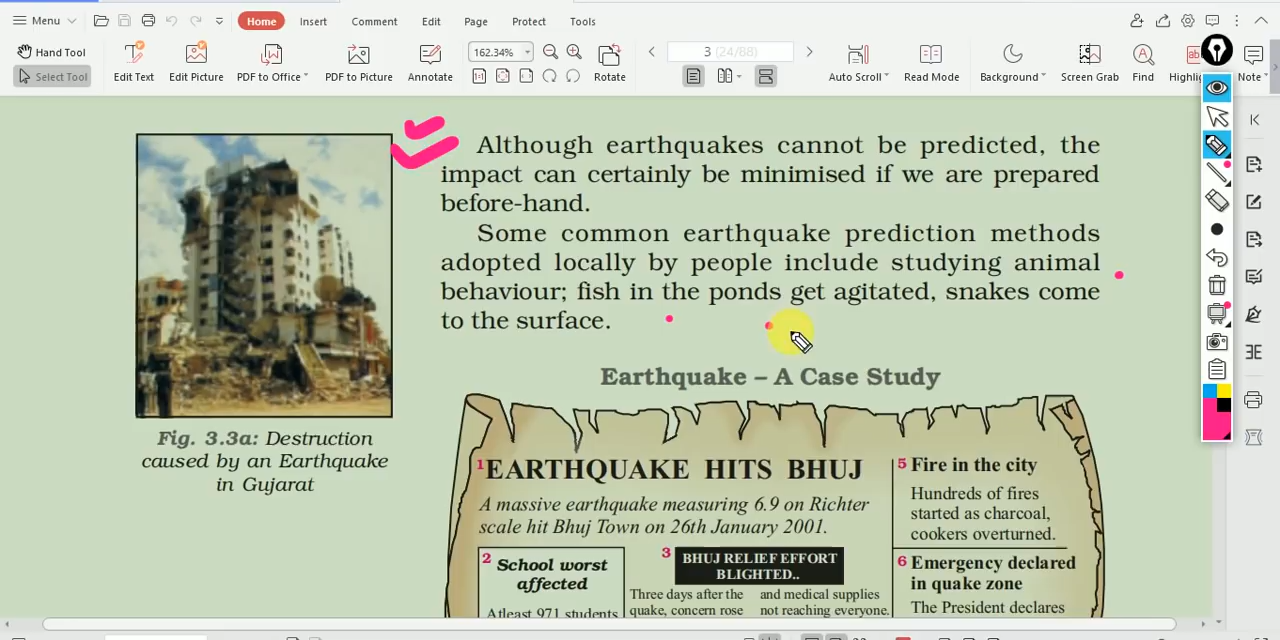 Menu
Home
Insert
Comment
Edit
Page
Protect
Tools
Hand Tool
Select Tool
Edit Text
Edit Picture
PDF to Office
PDF to Picture
Annotate
162.34%
Rotate
3 (24/68)
Auto Scroll
Read Mode
Background
Screen Grab
Find
Note
Although earthquakes cannot be predicted, the
impact can certainly be minimised if we are prepared
before-hand.
Some common earthquake prediction methods
adopted locally by people include studying animal
behaviour; fish in the ponds get agitated, snakes come
to the surface.
Fig. 3.3a: Destruction
caused by an Earthquake
in Gujarat
Earthquake – A Case Study
1 EARTHQUAKE HITS BHUJ
A massive earthquake measuring 6.9 on Richter
scale hit Bhuj Town on 26th January 2001.
2 School worst
affected
Atleast 971 students
3 BHUJ RELIEF EFFORT
BLIGHTED..
Three days after the
quake, concern rose
and medical supplies
not reaching everyone.
5 Fire in the city
Hundreds of fires
started as charcoal,
cookers overturned.
6 Emergency declared
in quake zone
The President declares